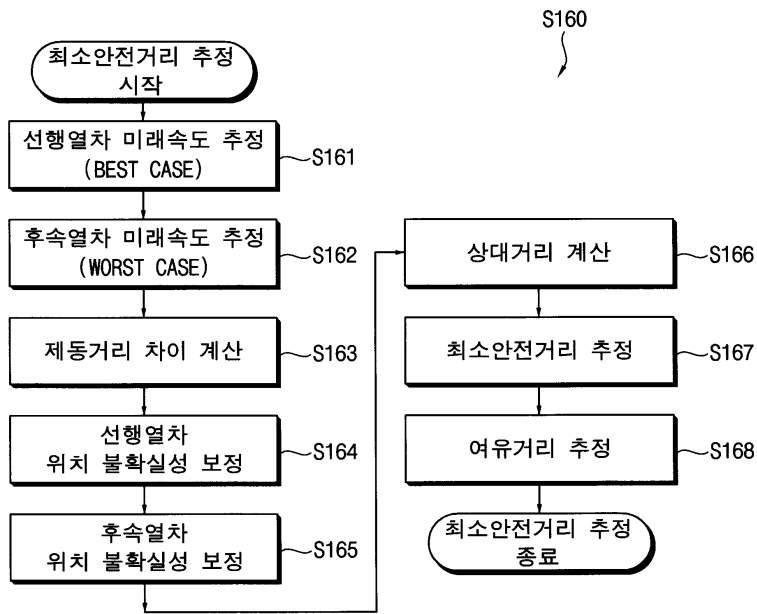 S160
최소안전거리 추정
시작
선행열차 미래속도 추정
(BEST CASE)
S161
후속열차 미래속도 추정
(WORST CASE)
S162
제동거리 차이 계산
S163
선행열차
위치 불확실성 보정
S164
후속열차
위치 불확실성 보정
S165
상대거리 계산
S166
최소안전거리 추정
S167
여유거리 추정
S168
최소안전거리 추정
종료